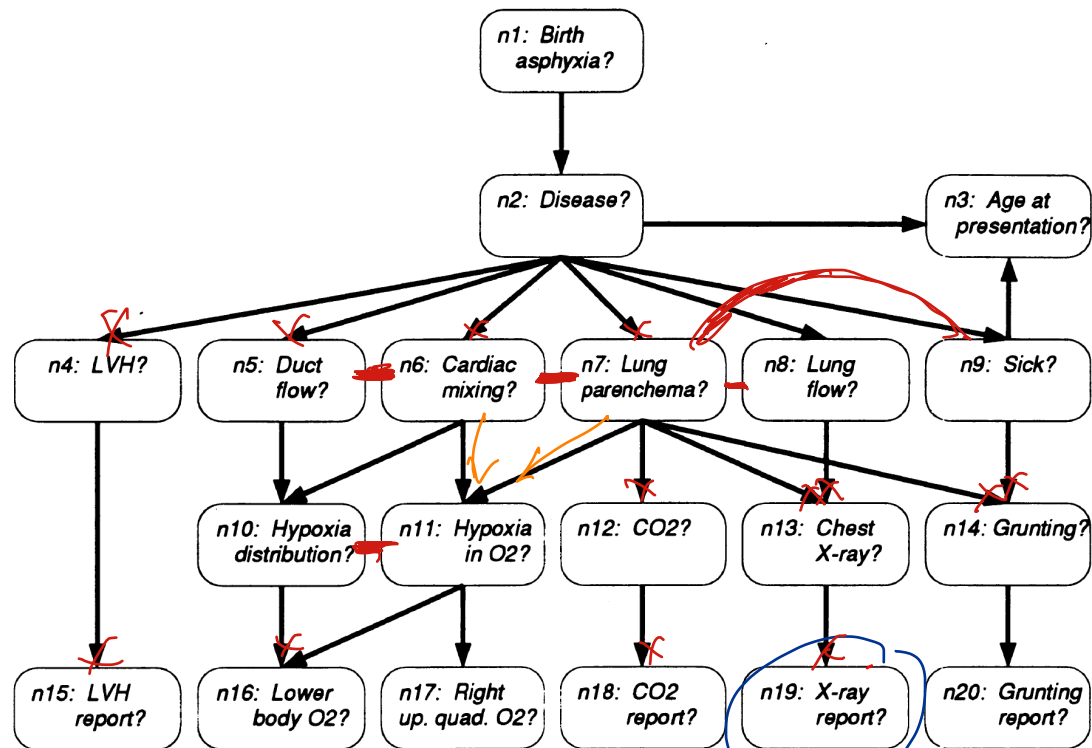 n1: Birth
asphyxia?
n2: Disease?
n3: Age at
presentation?
n4: LVH?
n5: Duct
flow?
n6: Cardiac
mixing?
n7: Lung
parenchema?
n8: Lung
flow?
n9: Sick?
n10: Hypoxia
distribution?
n11: Hypoxia
in O2?
n12: CO2?
n13: Chest
X-ray?
n14: Grunting?
n15: LVH
report?
n16: Lower
body O2?
n17: Right
up. quad. O2?
n18: CO2
report?
n19: X-ray
report?
n20: Grunting
report?